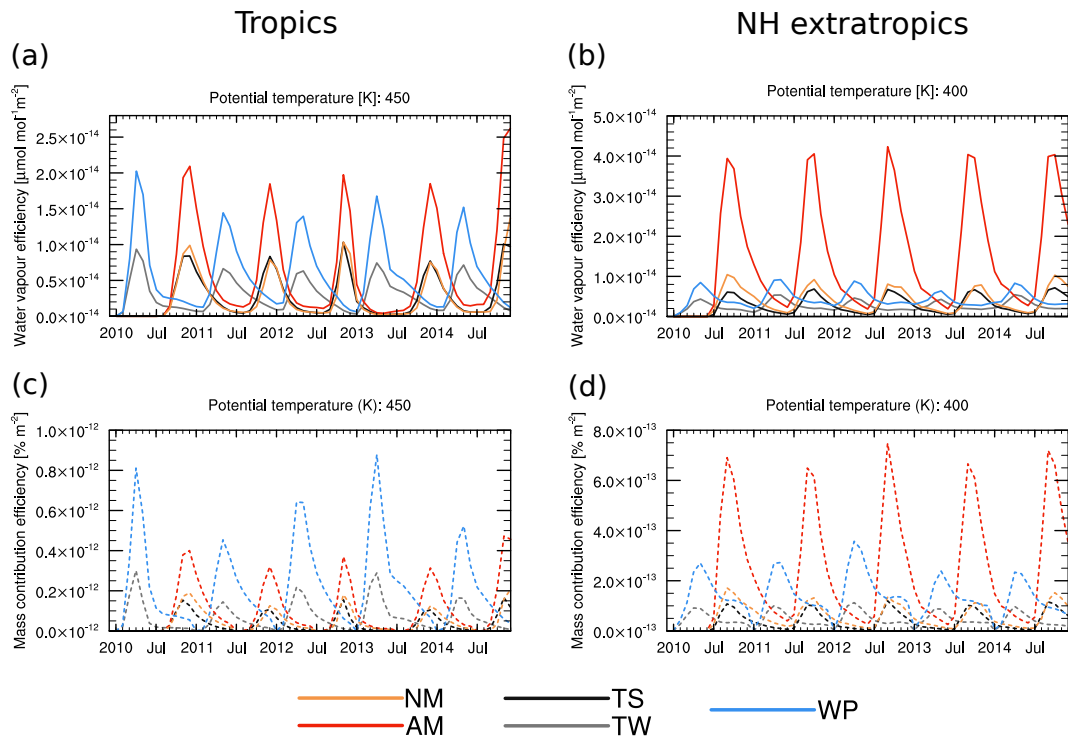 Tropics
NH extratropics
(a)
Potential temperature [K]: 450
Water vapour efficiency [µmol mol⁻¹m⁻²]
2.5×10⁻¹⁴
2.0×10⁻¹⁴
1.5×10⁻¹⁴
1.0×10⁻¹⁴
0.5×10⁻¹⁴
0.0×10⁻¹⁴
2010 Jul 2011 Jul 2012 Jul 2013 Jul 2014 Jul
(b)
Potential temperature [K]: 400
Water vapour efficiency [µmol mol⁻¹m⁻²]
5.0×10⁻¹⁴
4.0×10⁻¹⁴
3.0×10⁻¹⁴
2.0×10⁻¹⁴
1.0×10⁻¹⁴
0.0×10⁻¹⁴
2010 Jul 2011 Jul 2012 Jul 2013 Jul 2014 Jul
(c)
Potential temperature (K): 450
Mass contribution efficiency [% m⁻²]
1.0×10⁻¹²
0.8×10⁻¹²
0.6×10⁻¹²
0.4×10⁻¹²
0.2×10⁻¹²
0.0×10⁻¹²
2010 Jul 2011 Jul 2012 Jul 2013 Jul 2014 Jul
(d)
Potential temperature (K): 400
Mass contribution efficiency [% m⁻²]
8.0×10⁻¹³
6.0×10⁻¹³
4.0×10⁻¹³
2.0×10⁻¹³
0.0×10⁻¹³
2010 Jul 2011 Jul 2012 Jul 2013 Jul 2014 Jul
NM TS WP
AM TW